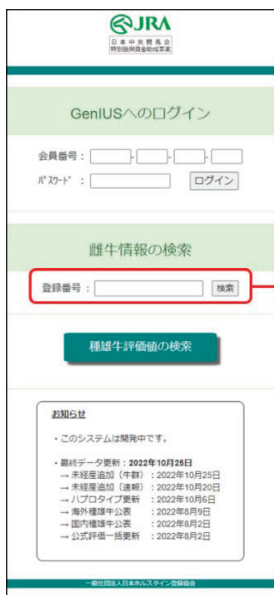 JRA
日本中央競馬会
特別振興資金助成事業
GenIUSへのログイン
会員番号：
-
-
-
ﾊﾟｽﾜｰﾄﾞ：
ログイン
雌牛情報の検索
登録番号：
検索
種雄牛評価値の検索
お知らせ
・このシステムは開発中です。
・最終データ更新：2022年10月25日
→ 未経産追加（牛群）：2022年10月25日
→ 未経産追加（速報）：2022年10月20日
→ ハプロタイプ更新　：2022年10月6日
→ 海外種雄牛公表　：2022年8月9日
→ 国内種雄牛公表　：2022年8月2日
→ 公式評価一括更新　：2022年8月2日
一般社団法人日本ホルスタイン登録協会